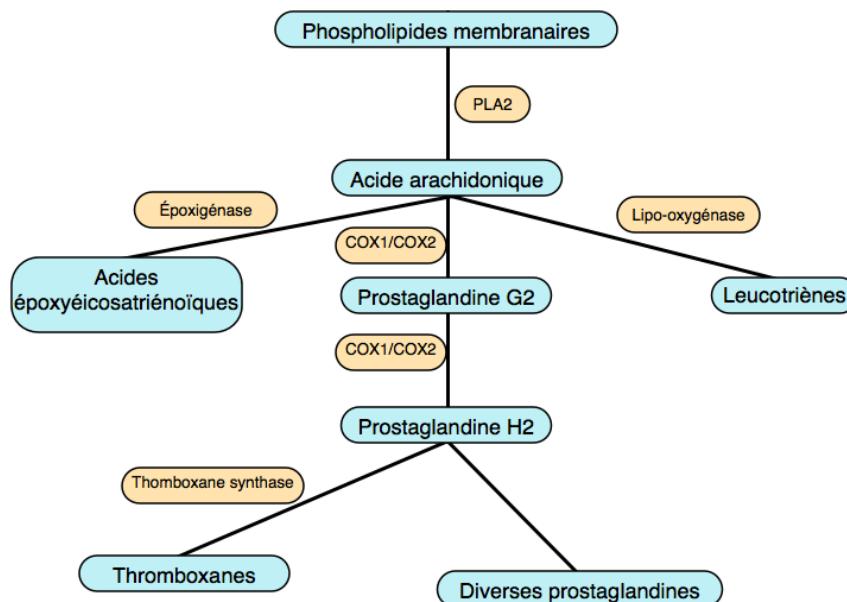 Phospholipides membranaires
PLA2
Acide arachidonique
Époxigénase
Lipo-oxygénase
COX1/COX2
Acides
époxyéicosatriénoïques
Prostaglandine G2
Leucotriènes
COX1/COX2
Prostaglandine H2
Thomboxane synthase
Thromboxanes
Diverses prostaglandines